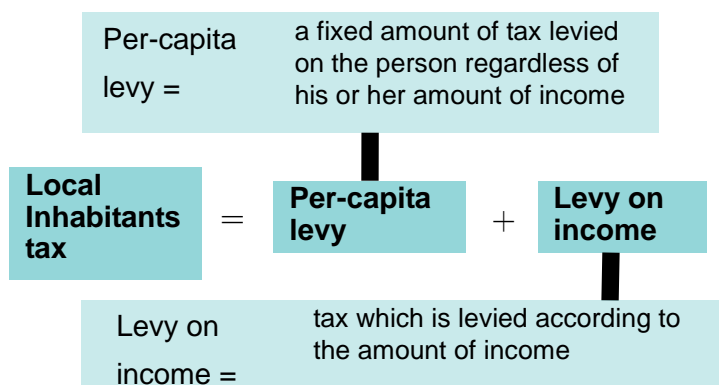 Per-capita
levy =
a fixed amount of tax levied
on the person regardless of
his or her amount of income
Local
Inhabitants
tax
=
Per-capita
levy
+
Levy on
income
Levy on
income =
tax which is levied according to
the amount of income